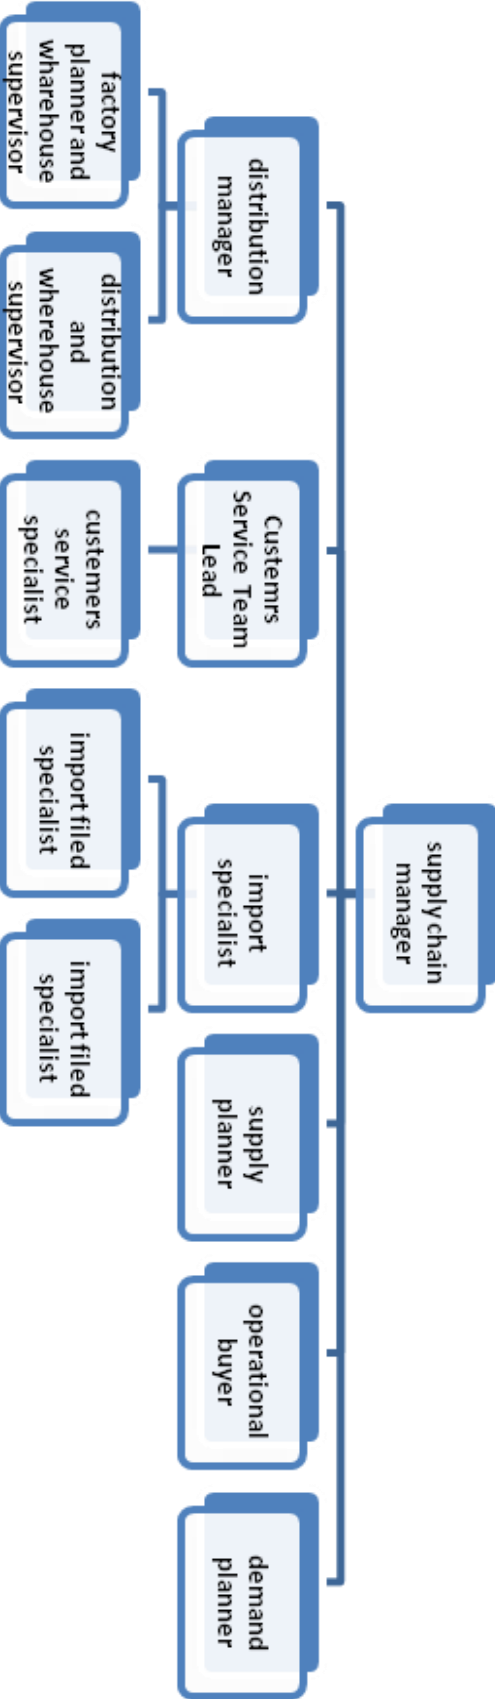 supply chain
manager
distribution
manager
factory
planner and
wharehouse
supervisor
distribution
and
wherehouse
supervisor
Custemrs
Service Team
Lead
custemers
service
specialist
import
specialist
import filed
specialist
import filed
specialist
supply
planner
operational
buyer
demand
planner